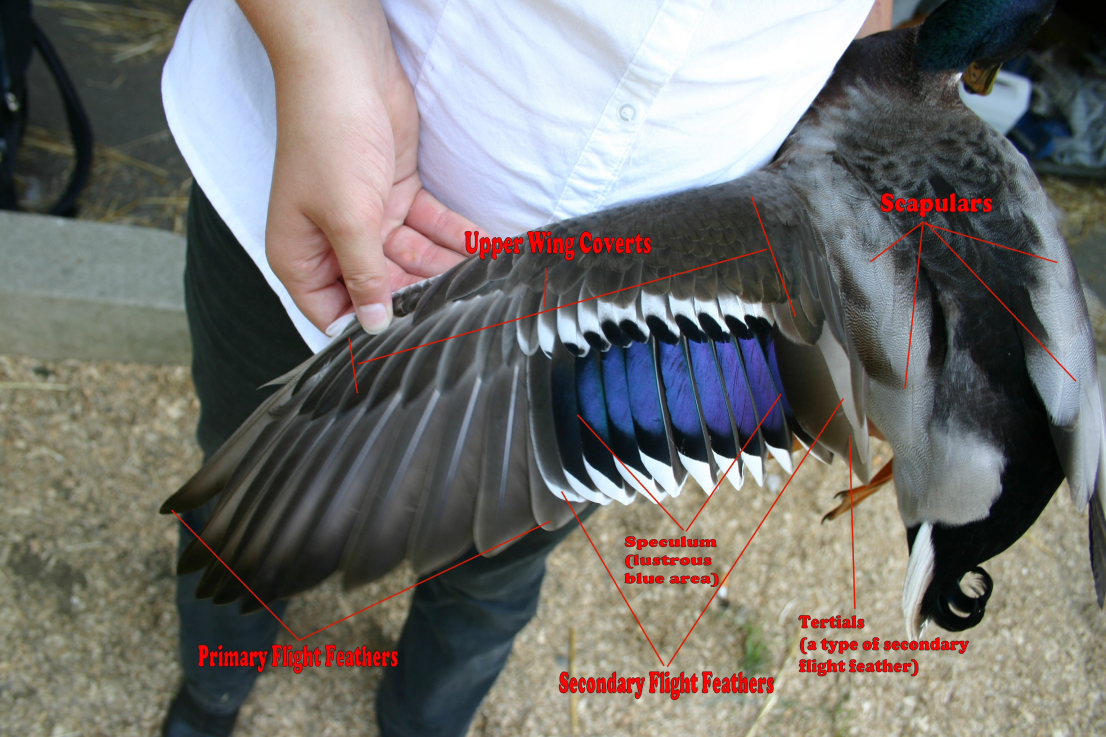 Scapulars
Upper Wing Coverts
Speculum
(lustrous
blue area)
Tertials
(a type of secondary
flight feather)
Primary Flight Feathers
Secondary Flight Feathers